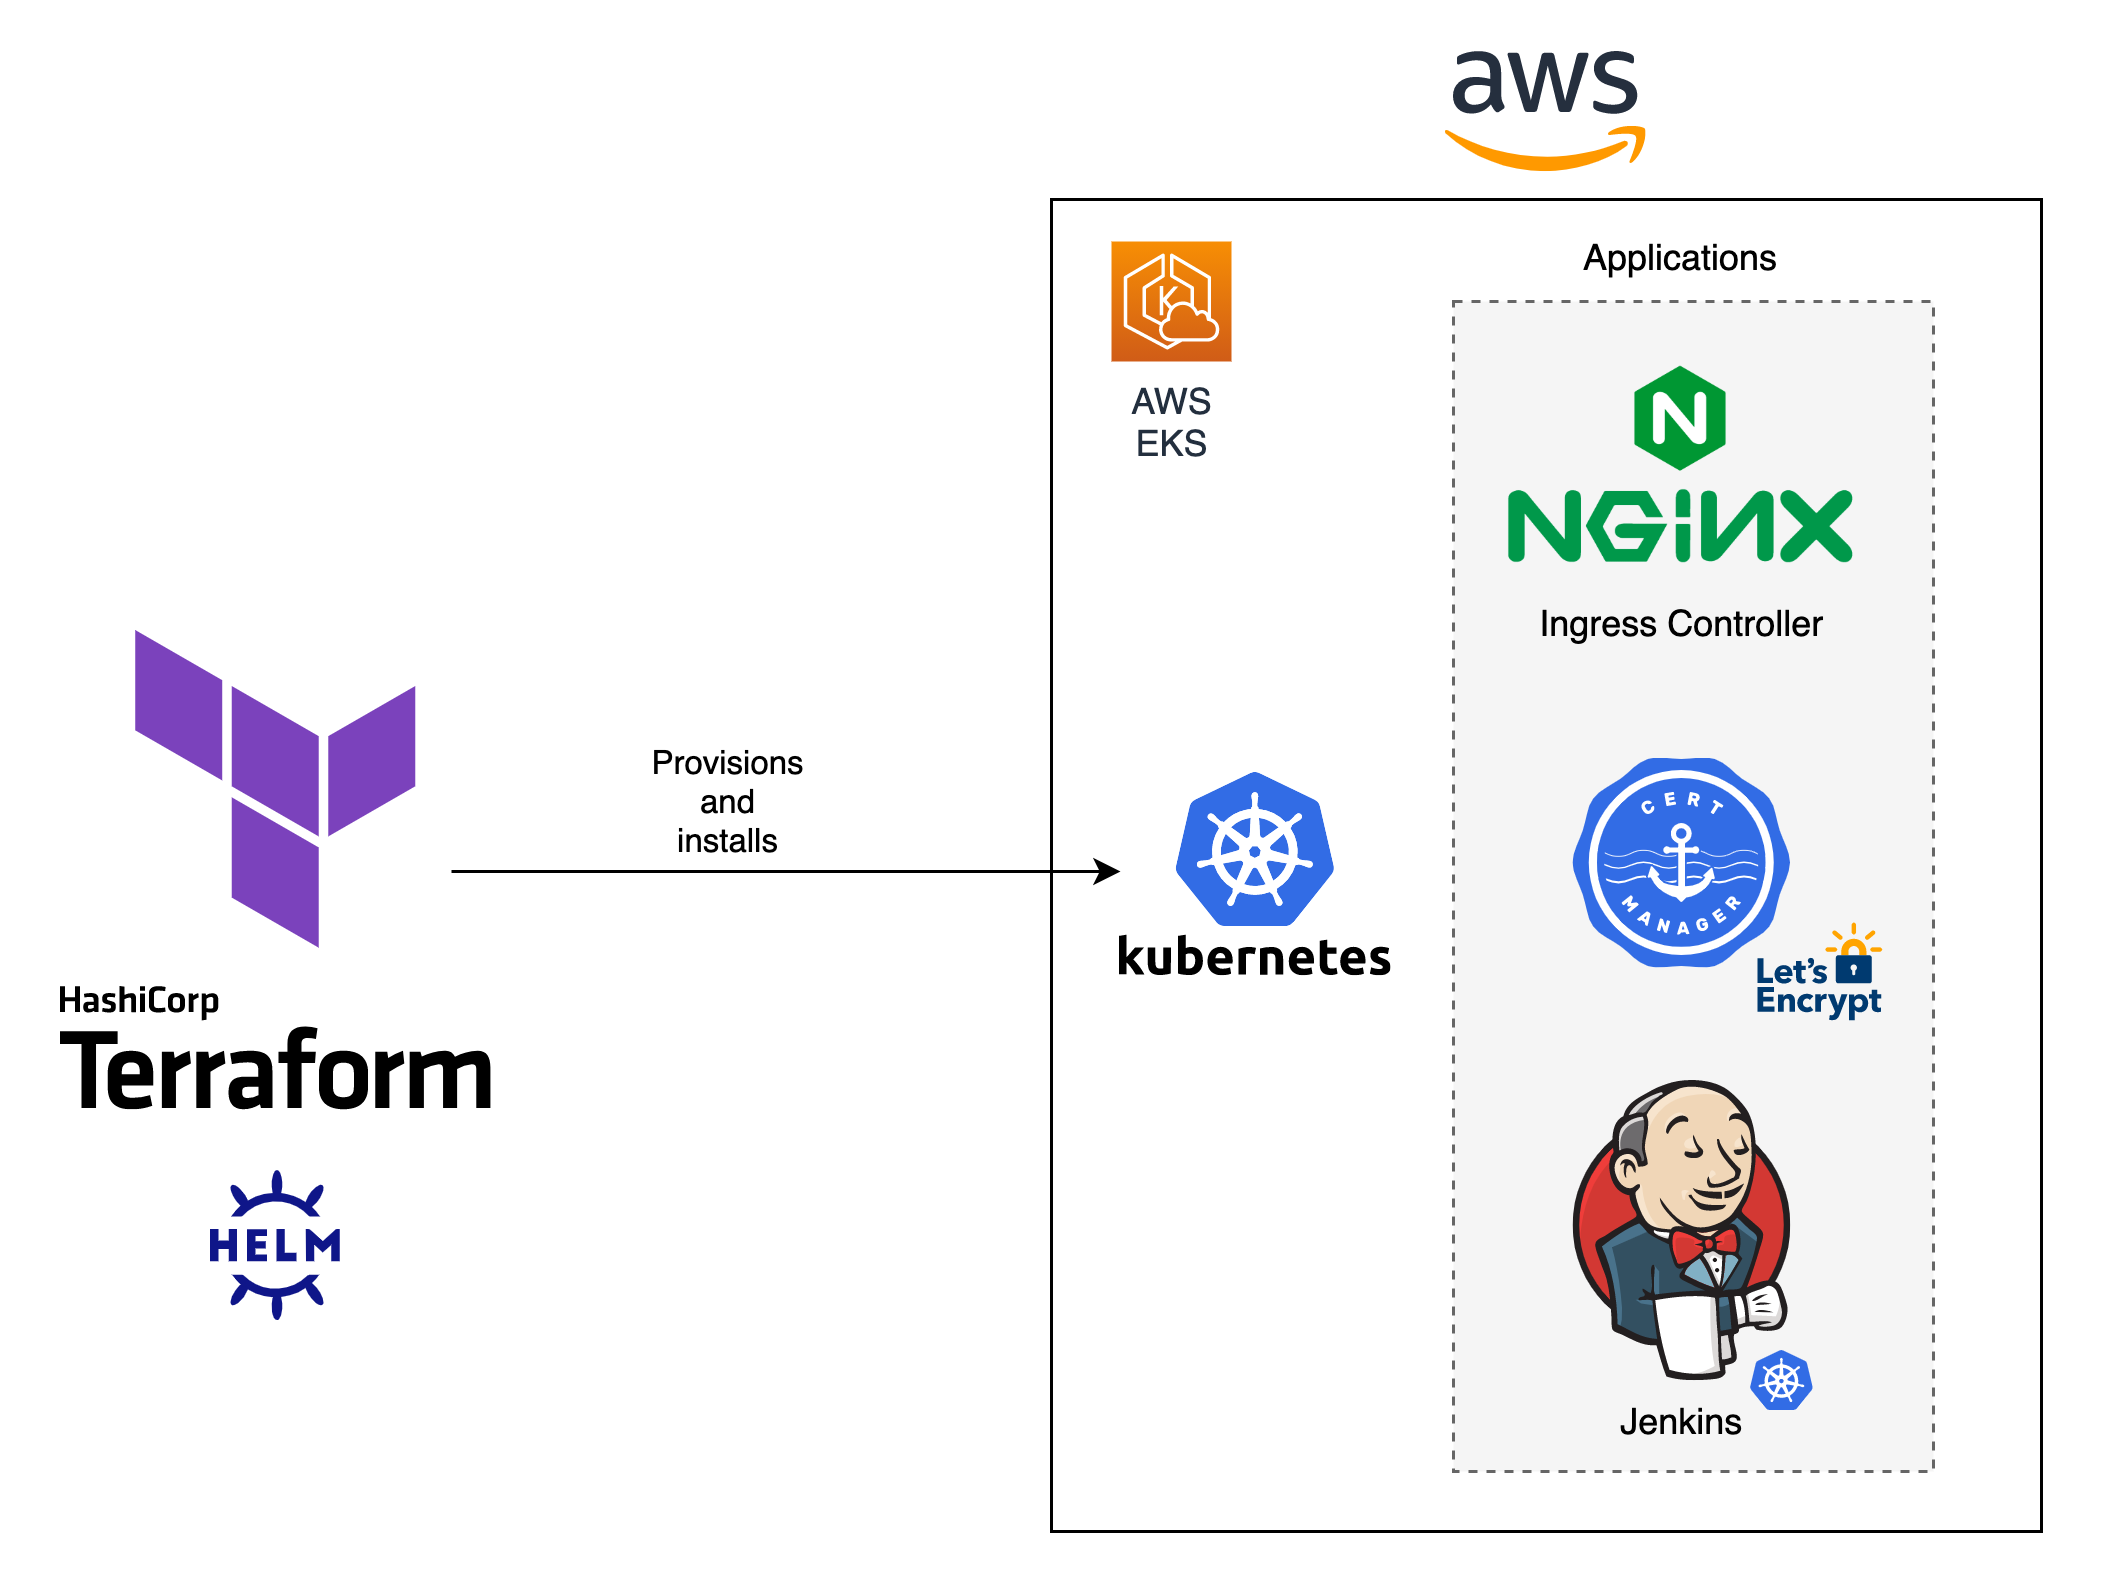 aws
Applications
K
AWS
EKS
N
NGiNX
Ingress Controller
Provisions
and
installs
CERT
MANAGER
kubernetes
Let's
Encrypt
HashiCorp
Terraform
HELM
Jenkins